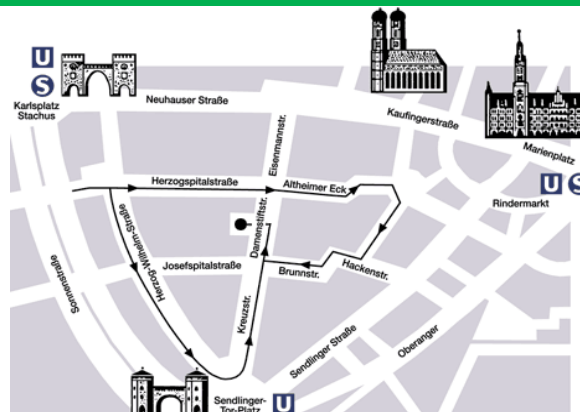 U
S
Karlsplatz
Stachus
Neuhauser Straße
Kaufingerstraße
Marienplatz
U S
Rindermarkt
Eisenmannstr.
Herzogspitalstraße
Altheimer Eck
Damenstiftstr.
Herzog-Wilhelm-Straße
Josefspitalstraße
Brunnstr.
Hackenstr.
Sonnenstraße
Kreuzstr.
Sendlinger Straße
Oberanger
Sendlinger-
Tor-Platz
U